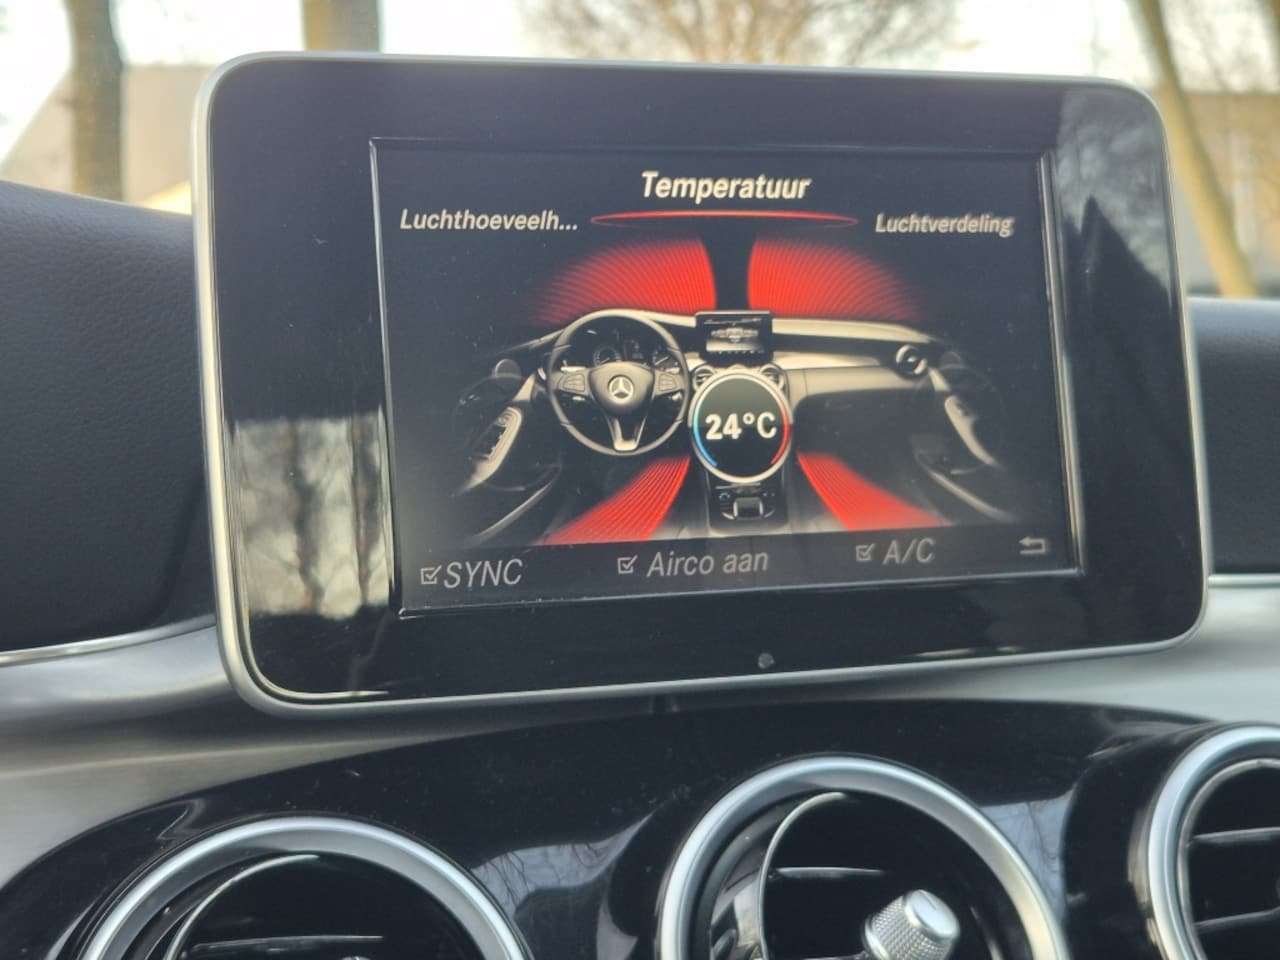 Temperatuur
Luchthoeveelh...
Luchtverdeling
24°C
SYNC
Airco aan
A/C